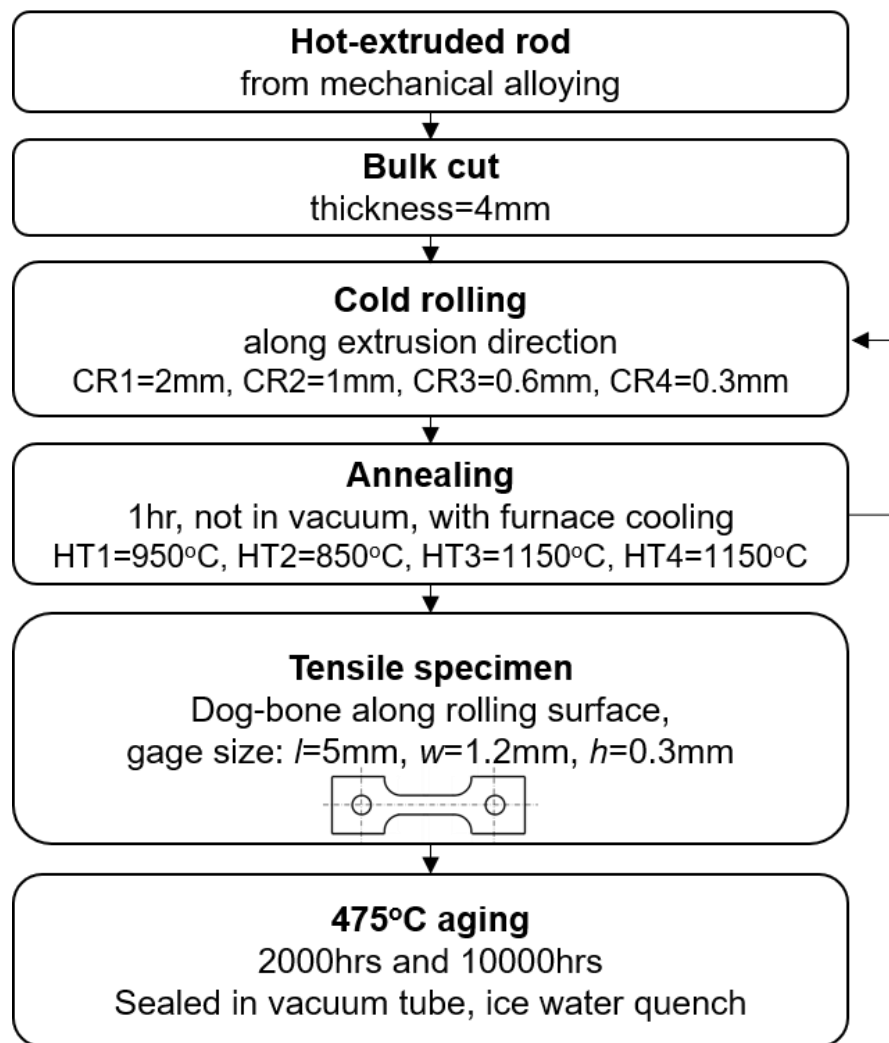 Hot-extruded rod
from mechanical alloying
Bulk cut
thickness=4mm
Cold rolling
along extrusion direction
CR1=2mm, CR2=1mm, CR3=0.6mm, CR4=0.3mm
Annealing
1hr, not in vacuum, with furnace cooling
HT1=950°C, HT2=850°C, HT3=1150°C, HT4=1150°C
Tensile specimen
Dog-bone along rolling surface,
gage size: l=5mm, w=1.2mm, h=0.3mm
475°C aging
2000hrs and 10000hrs
Sealed in vacuum tube, ice water quench